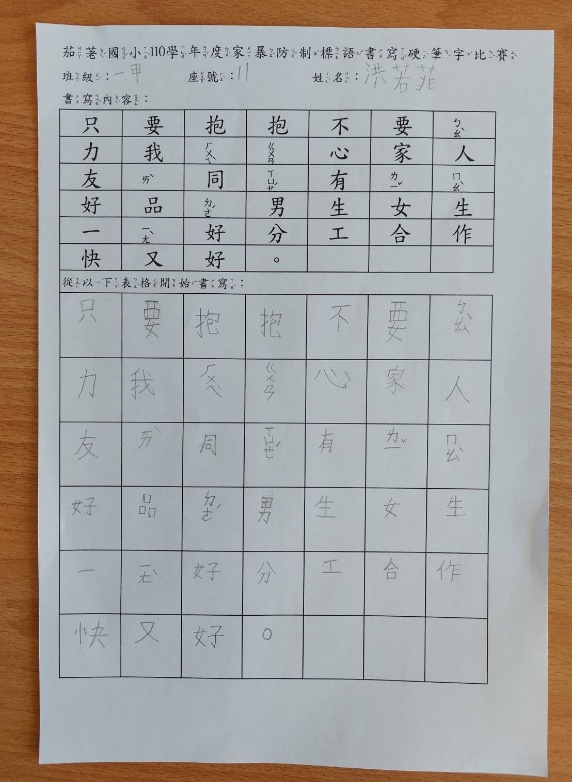 茄荖國小110學年度家暴防制標語書寫硬筆字比賽
班級：一甲 座號：11 姓名：洪若菲
書寫內容：
只 要 抱 抱 不 要 ㄅㄠˋ
力 我 ㄏㄨㄟˋ ㄍㄨㄢ 心 家 人
友 ㄞˋ 同 ㄒㄩㄝˊ 有 ㄌㄧˇ ㄇㄠˋ
好 品 ㄉㄜˊ 男 生 女 生
一 ㄧㄤˋ 好 分 工 合 作
快 又 好 。
從以下表格開始書寫：
只 要 抱 抱 不 要 ㄅㄠˋ
力 我 ㄏㄨㄟˋ ㄍㄨㄢ 心 家 人
友 ㄞˋ 同 ㄒㄩㄝˊ 有 ㄌㄧˇ ㄇㄠˋ
好 品 ㄉㄜˊ 男 生 女 生
一 ㄧㄤˋ 好 分 工 合 作
快 又 好 。